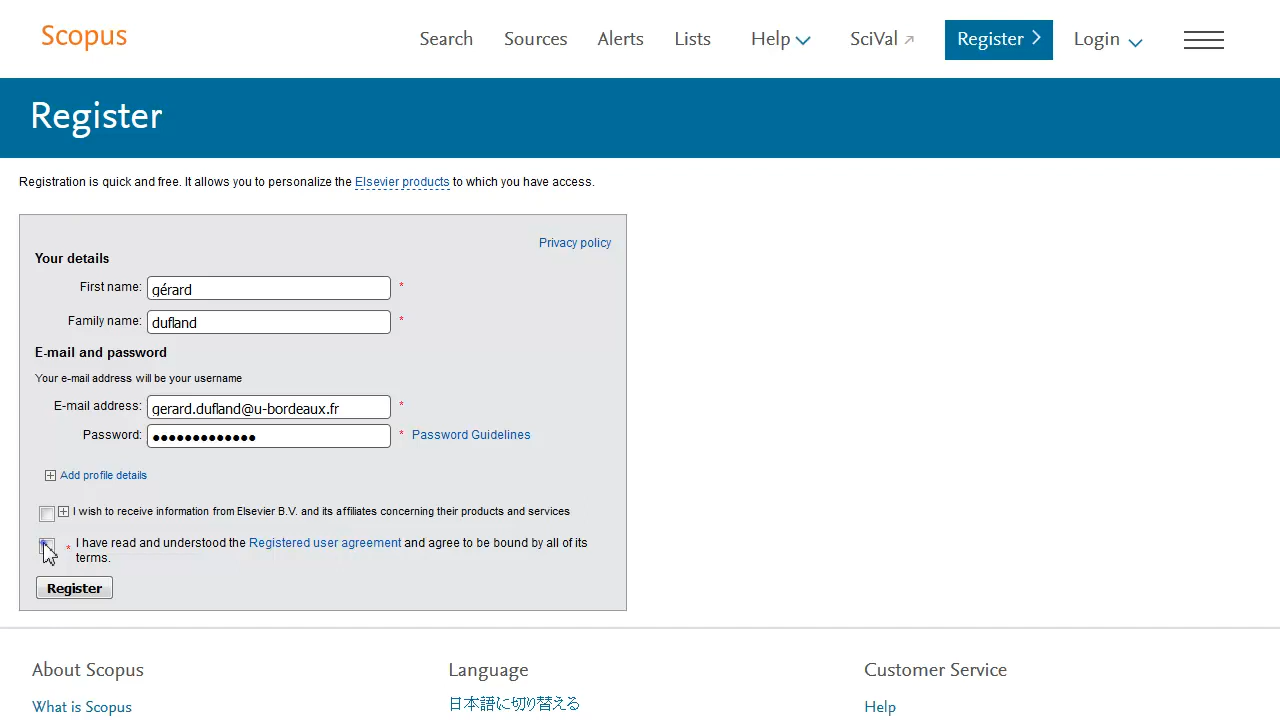 Scopus
Search Sources Alerts Lists Help SciVal Register Login
Register
Registration is quick and free. It allows you to personalize the Elsevier products to which you have access.
Privacy policy
Your details
First name: gérard *
Family name: dufland *
E-mail and password
Your e-mail address will be your username
E-mail address: gerard.dufland@u-bordeaux.fr *
Password: ●●●●●●●●●●●●● * Password Guidelines
Add profile details
I wish to receive information from Elsevier B.V. and its affiliates concerning their products and services
* I have read and understood the Registered user agreement and agree to be bound by all of its
terms.
Register
About Scopus Language Customer Service
What is Scopus 日本語に切り替える Help